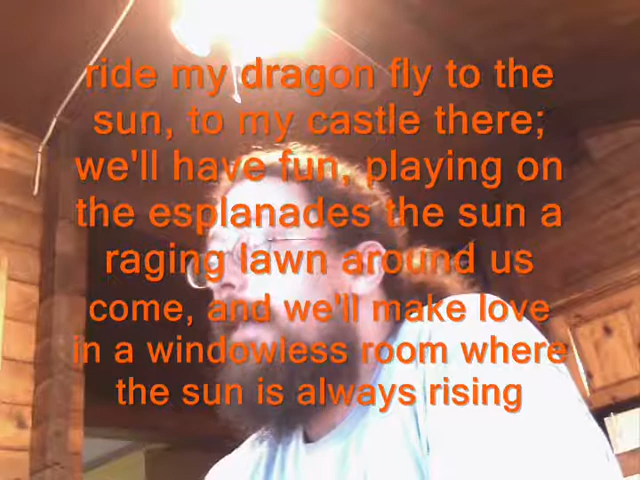 ride my dragon fly to the
sun, to my castle there;
we'll have fun, playing on
the esplanades the sun a
raging lawn around us
come, and we'll make love
in a windowless room where
the sun is always rising